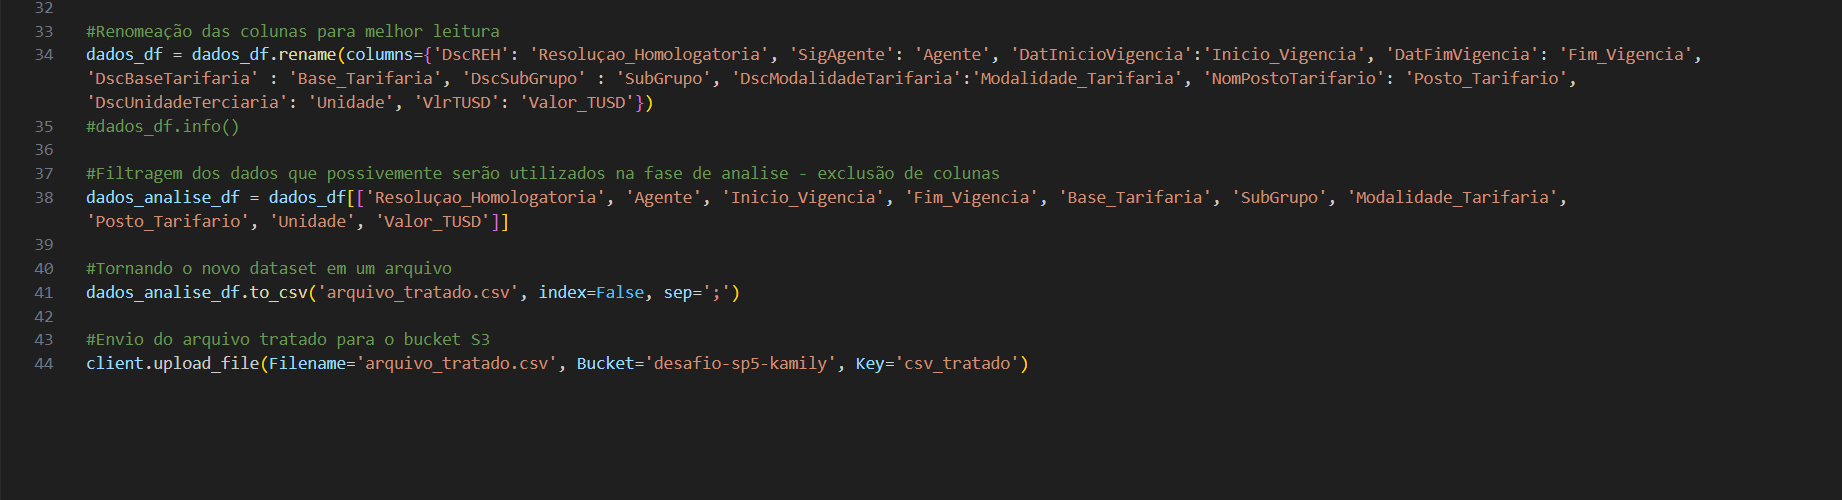 32
33 #Renomeação das colunas para melhor leitura
34 dados_df = dados_df.rename(columns={'DscREH': 'Resoluçao_Homologatoria', 'SigAgente': 'Agente', 'DatInicioVigencia':'Inicio_Vigencia', 'DatFimVigencia': 'Fim_Vigencia',
'DscBaseTarifaria' : 'Base_Tarifaria', 'DscSubGrupo' : 'SubGrupo', 'DscModalidadeTarifaria':'Modalidade_Tarifaria', 'NomPostoTarifario': 'Posto_Tarifario',
'DscUnidadeTerciaria': 'Unidade', 'VlrTUSD': 'Valor_TUSD'})
35 #dados_df.info()
36
37 #Filtragem dos dados que possivemente serão utilizados na fase de analise - exclusão de colunas
38 dados_analise_df = dados_df[['Resoluçao_Homologatoria', 'Agente', 'Inicio_Vigencia', 'Fim_Vigencia', 'Base_Tarifaria', 'SubGrupo', 'Modalidade_Tarifaria',
'Posto_Tarifario', 'Unidade', 'Valor_TUSD']]
39
40 #Tornando o novo dataset em um arquivo
41 dados_analise_df.to_csv('arquivo_tratado.csv', index=False, sep=';')
42
43 #Envio do arquivo tratado para o bucket S3
44 client.upload_file(Filename='arquivo_tratado.csv', Bucket='desafio-sp5-kamily', Key='csv_tratado')